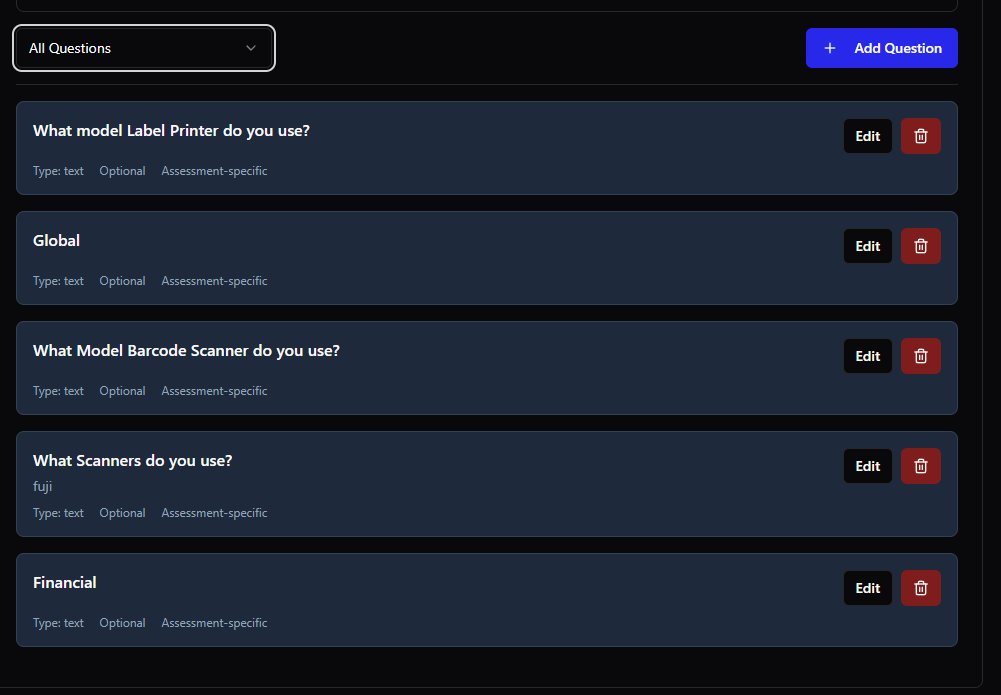 All Questions
Add Question
What model Label Printer do you use?
Edit
Type: text Optional Assessment-specific
Global
Edit
Type: text Optional Assessment-specific
What Model Barcode Scanner do you use?
Edit
Type: text Optional Assessment-specific
What Scanners do you use?
Edit
fuji
Type: text Optional Assessment-specific
Financial
Edit
Type: text Optional Assessment-specific